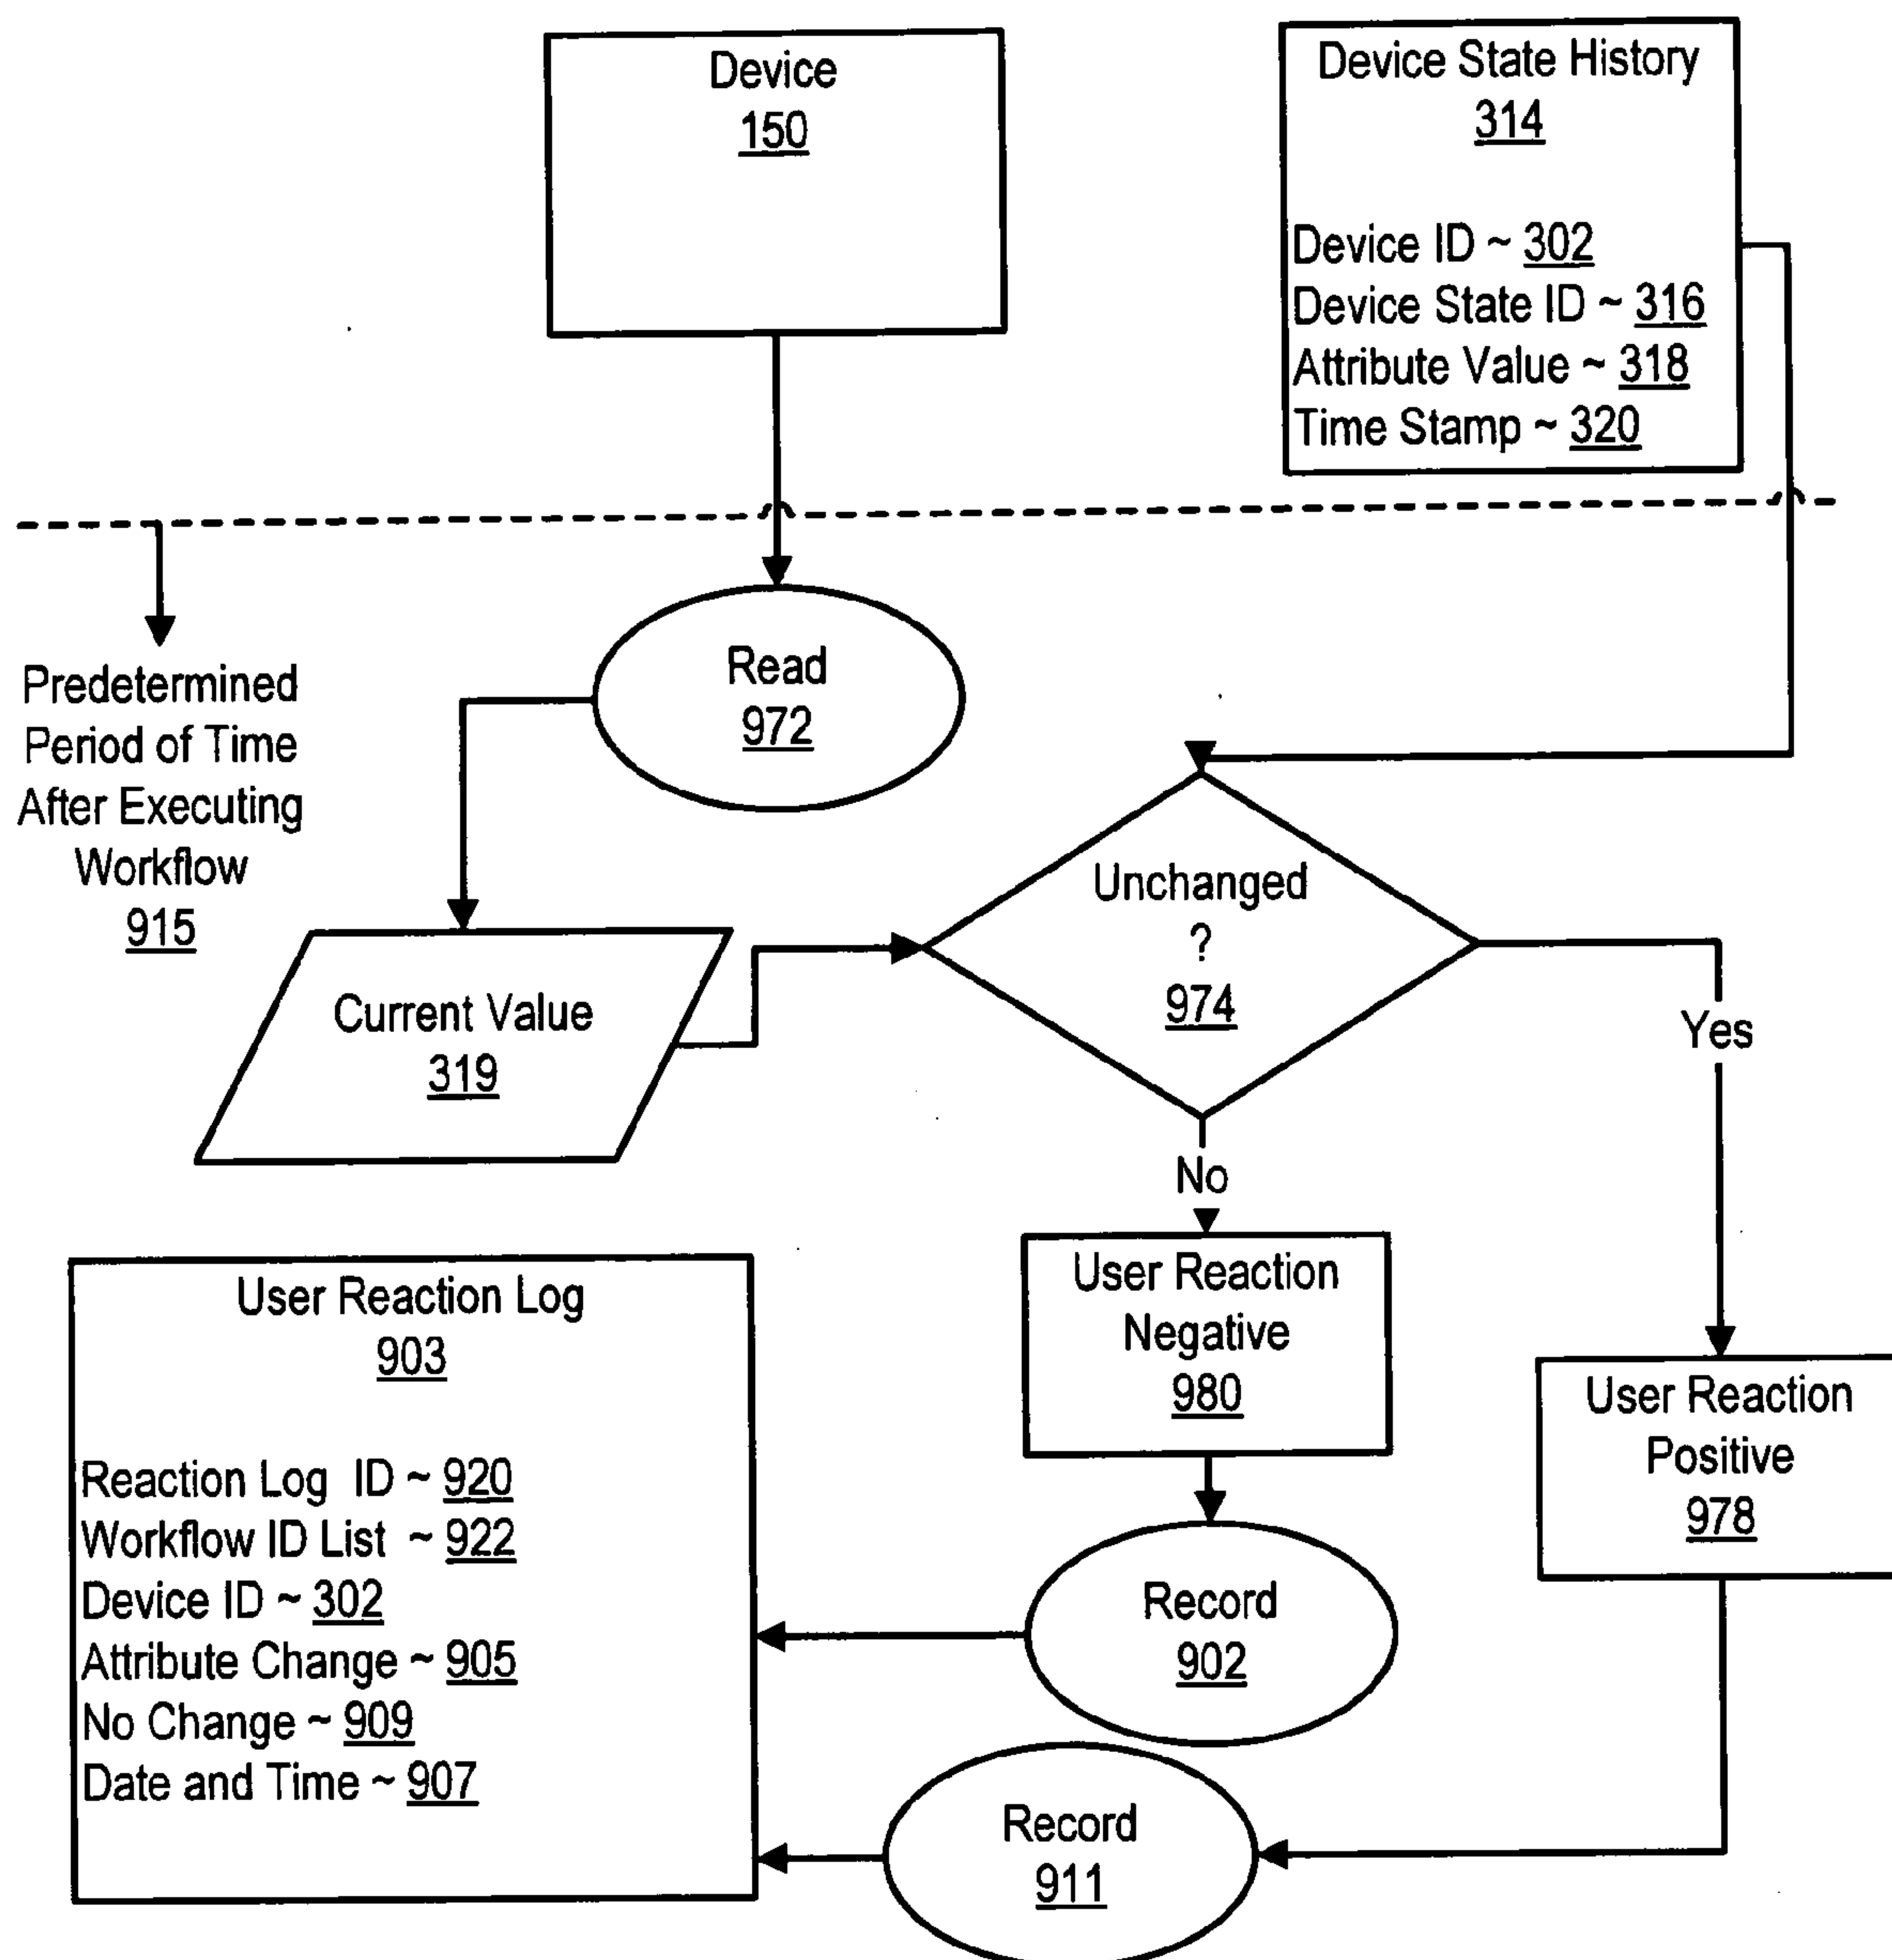 Device
150
Device State History
314
Device ID ~ 302
Device State ID ~ 316
Attribute Value ~ 318
Time Stamp ~ 320
Read
972
Predetermined
Period of Time
After Executing
Workflow
915
Unchanged
?
974
Current Value
319
Yes
No
User Reaction
Negative
980
User Reaction Log
903
Reaction Log ID ~ 920
Workflow ID List ~ 922
Device ID ~ 302
Attribute Change ~ 905
No Change ~ 909
Date and Time ~ 907
User Reaction
Positive
978
Record
902
Record
911